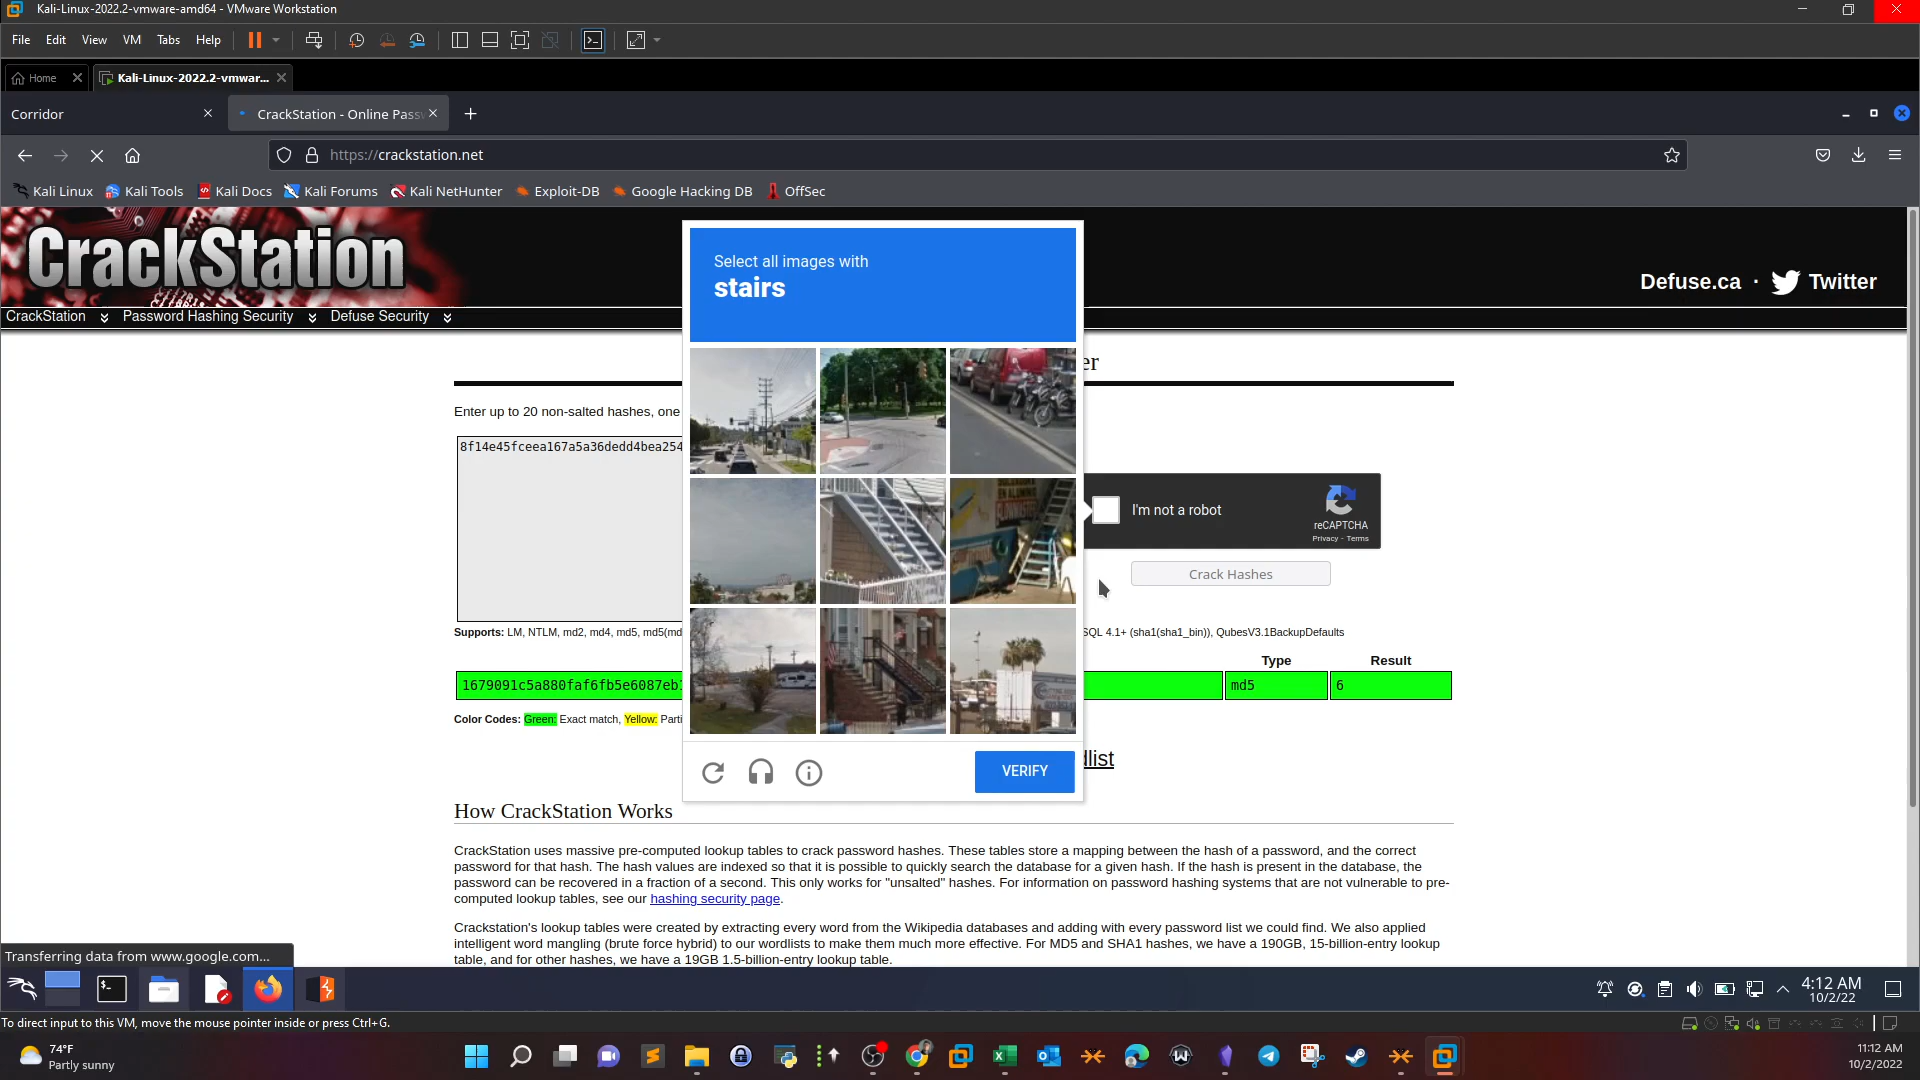 Kali-Linux-2022.2-vmware-amd64 - VMware Workstation
File Edit View VM Tabs Help
Home Kali-Linux-2022.2-vmwar...
Corridor CrackStation - Online Passw
https://crackstation.net
Kali Linux Kali Tools Kali Docs Kali Forums Kali NetHunter Exploit-DB Google Hacking DB OffSec
CrackStation
Defuse.ca · Twitter
CrackStation Password Hashing Security Defuse Security
Select all images with
stairs
er
Enter up to 20 non-salted hashes, one
8f14e45fceea167a5a36dedd4bea254
I'm not a robot
reCAPTCHA
Privacy - Terms
Crack Hashes
Supports: LM, NTLM, md2, md4, md5, md5(md SQL 4.1+ (sha1(sha1_bin)), QubesV3.1BackupDefaults
Type Result
1679091c5a880faf6fb5e6087eb1 md5 6
Color Codes: Green: Exact match, Yellow: Parti
VERIFY
dlist
How CrackStation Works
CrackStation uses massive pre-computed lookup tables to crack password hashes. These tables store a mapping between the hash of a password, and the correct
password for that hash. The hash values are indexed so that it is possible to quickly search the database for a given hash. If the hash is present in the database, the
password can be recovered in a fraction of a second. This only works for "unsalted" hashes. For information on password hashing systems that are not vulnerable to pre-
computed lookup tables, see our hashing security page.
Crackstation's lookup tables were created by extracting every word from the Wikipedia databases and adding with every password list we could find. We also applied
intelligent word mangling (brute force hybrid) to our wordlists to make them much more effective. For MD5 and SHA1 hashes, we have a 190GB, 15-billion-entry lookup
table, and for other hashes, we have a 19GB 1.5-billion-entry lookup table.
Transferring data from www.google.com...
4:12 AM
10/2/22
To direct input to this VM, move the mouse pointer inside or press Ctrl+G.
74°F
Partly sunny
11:12 AM
10/2/2022